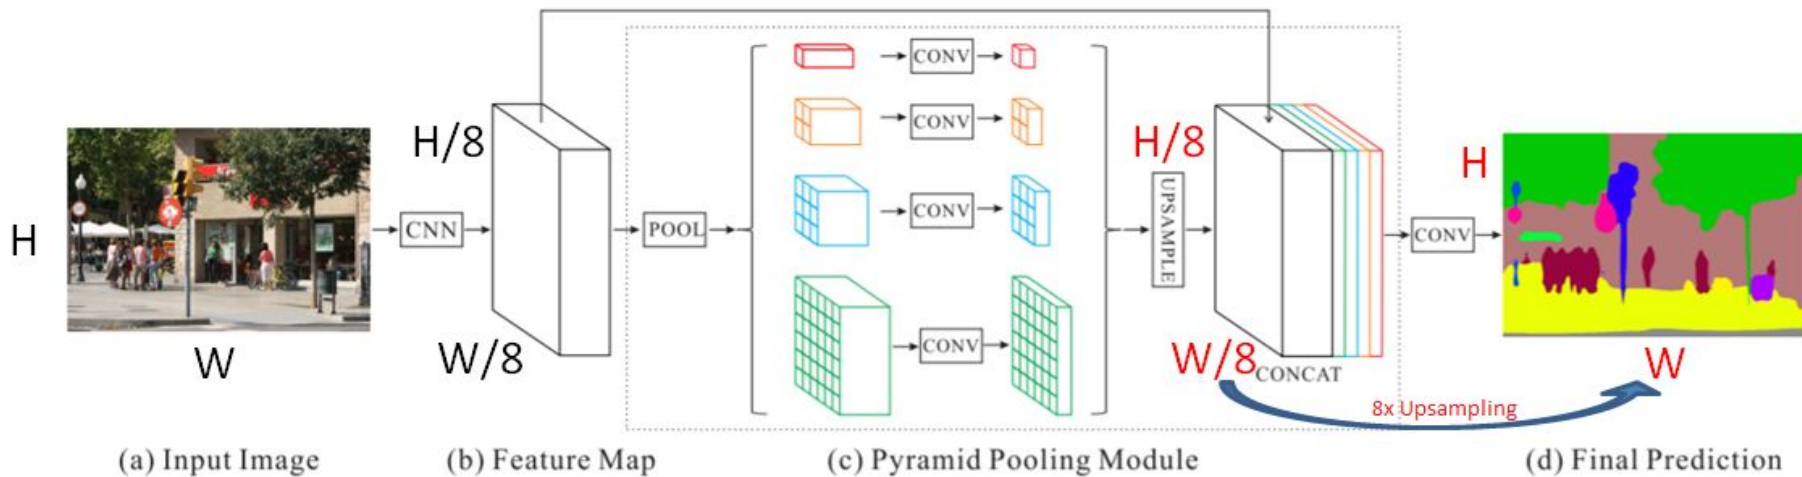 H
W
CNN
H/8
W/8
POOL
CONV
CONV
CONV
CONV
UPSAMPLE
H/8
W/8
CONCAT
CONV
8x Upsampling
H
W
(a) Input Image
(b) Feature Map
(c) Pyramid Pooling Module
(d) Final Prediction